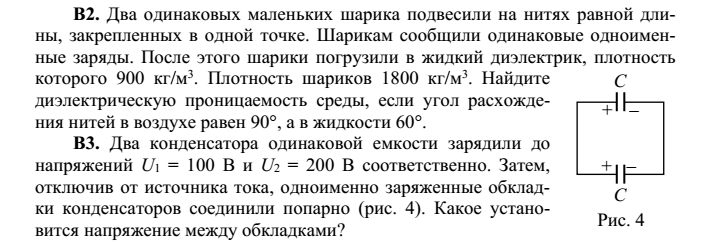 В2. Два одинаковых маленьких шарика подвесили на нитях равной дли-
ны, закрепленных в одной точке. Шарикам сообщили одинаковые одноимен-
ные заряды. После этого шарики погрузили в жидкий диэлектрик, плотность
которого 900 кг/м³. Плотность шариков 1800 кг/м³. Найдите
диэлектрическую проницаемость среды, если угол расхожде-
ния нитей в воздухе равен 90°, а в жидкости 60°.
В3. Два конденсатора одинаковой емкости зарядили до
напряжений U₁ = 100 В и U₂ = 200 В соответственно. Затем,
отключив от источника тока, одноименно заряженные обклад-
ки конденсаторов соединили попарно (рис. 4). Какое устано-
вится напряжение между обкладками?
C
+ –
+ –
C
Рис. 4